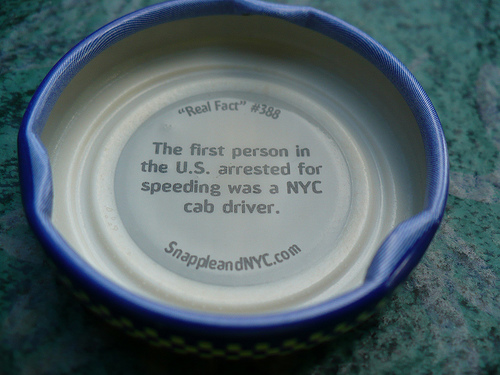 "Real Fact" #388
The first person in
the U.S. arrested for
speeding was a NYC
cab driver.
SnappleandNYC.com